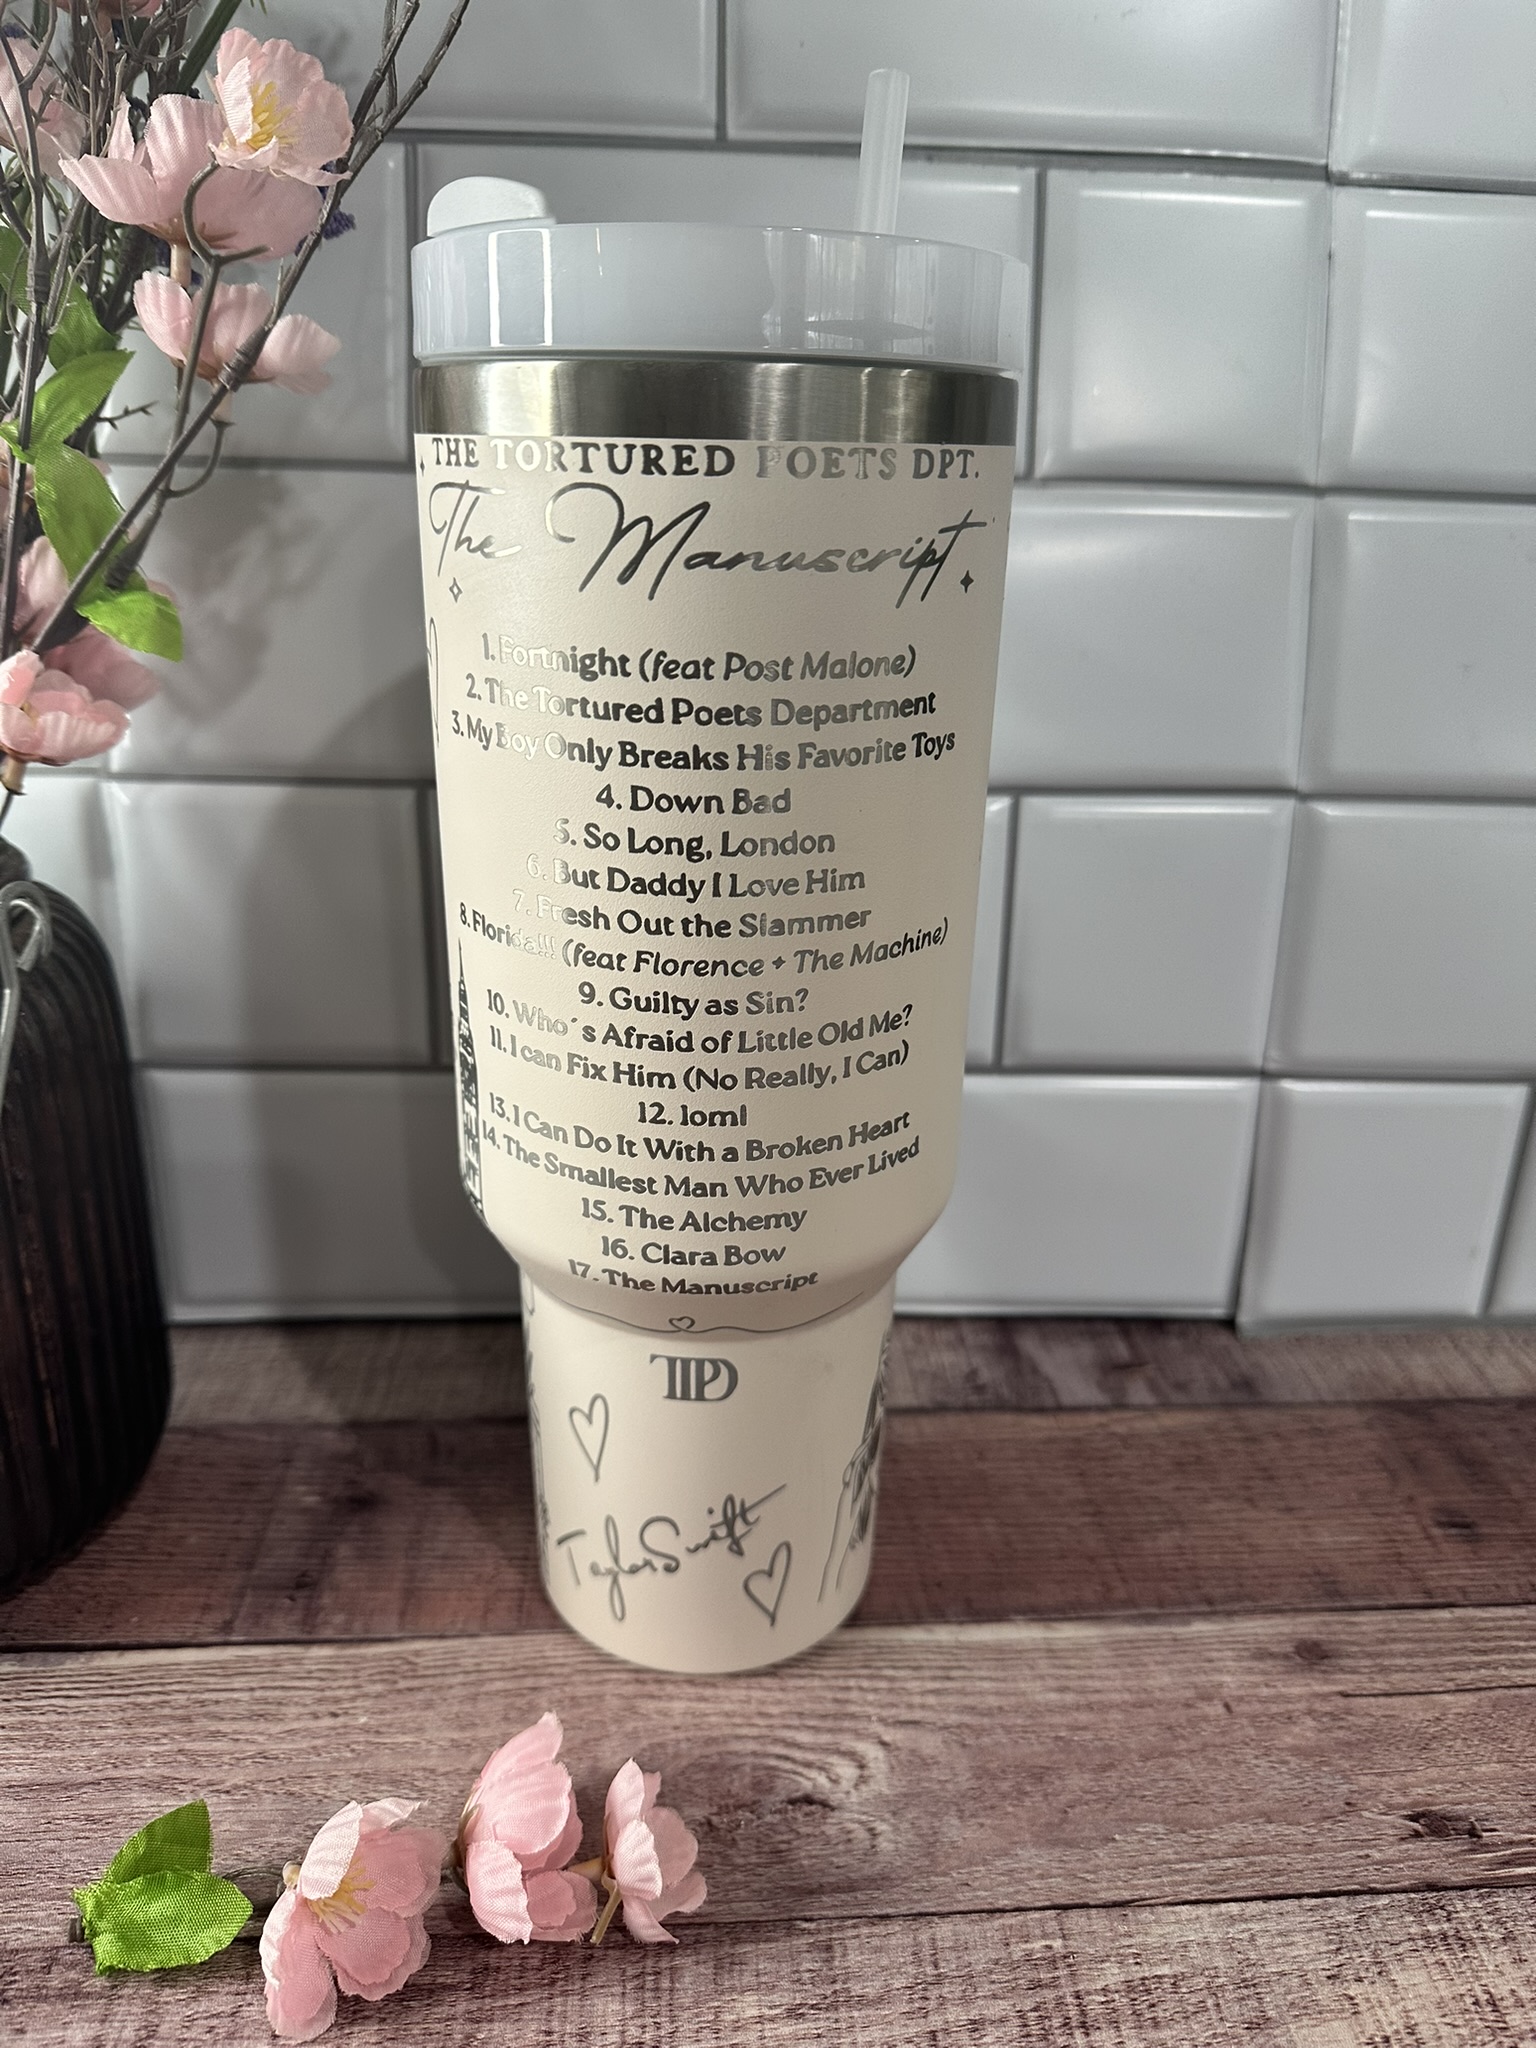 THE TORTURED POETS DPT.
The Manuscript
1. Fortnight (feat Post Malone)
2. The Tortured Poets Department
3. My Boy Only Breaks His Favorite Toys
4. Down Bad
5. So Long, London
6. But Daddy I Love Him
7. Fresh Out the Slammer
8. Florida!!! (feat Florence + The Machine)
9. Guilty as Sin?
10. Who´s Afraid of Little Old Me?
11. I can Fix Him (No Really, I Can)
12. loml
13. I Can Do It With a Broken Heart
14. The Smallest Man Who Ever Lived
15. The Alchemy
16. Clara Bow
17. The Manuscript
TTPD
Taylor Swift